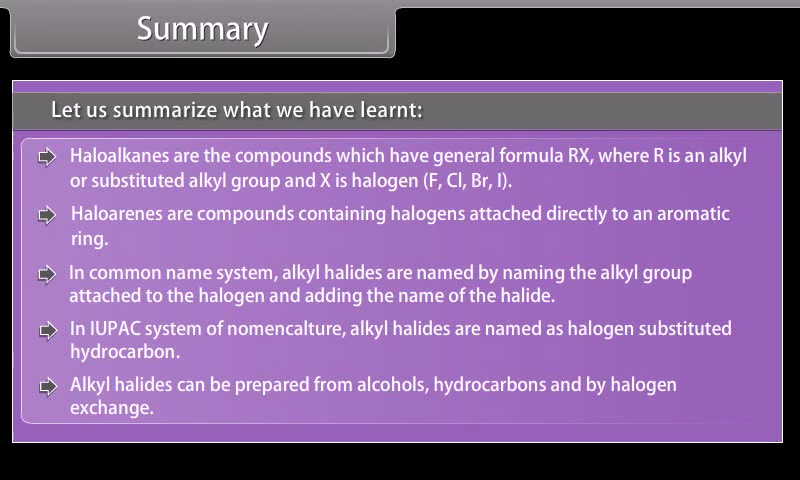 Summary
Let us summarize what we have learnt:
Haloalkanes are the compounds which have general formula RX, where R is an alkyl
or substituted alkyl group and X is halogen (F, Cl, Br, I).
Haloarenes are compounds containing halogens attached directly to an aromatic
ring.
In common name system, alkyl halides are named by naming the alkyl group
attached to the halogen and adding the name of the halide.
In IUPAC system of nomencalture, alkyl halides are named as halogen substituted
hydrocarbon.
Alkyl halides can be prepared from alcohols, hydrocarbons and by halogen
exchange.